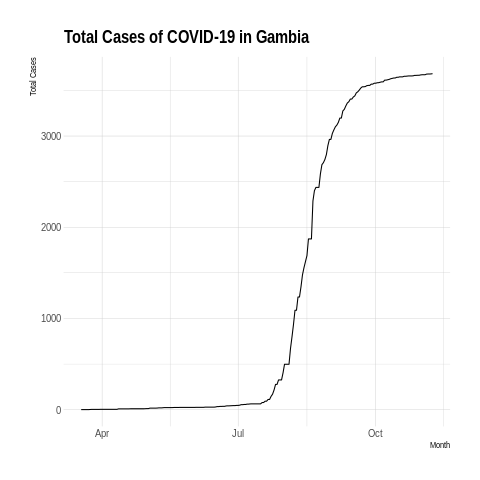 Total Cases of COVID-19 in Gambia
Total Cases
3000
2000
1000
0
Apr Jul Oct
Month